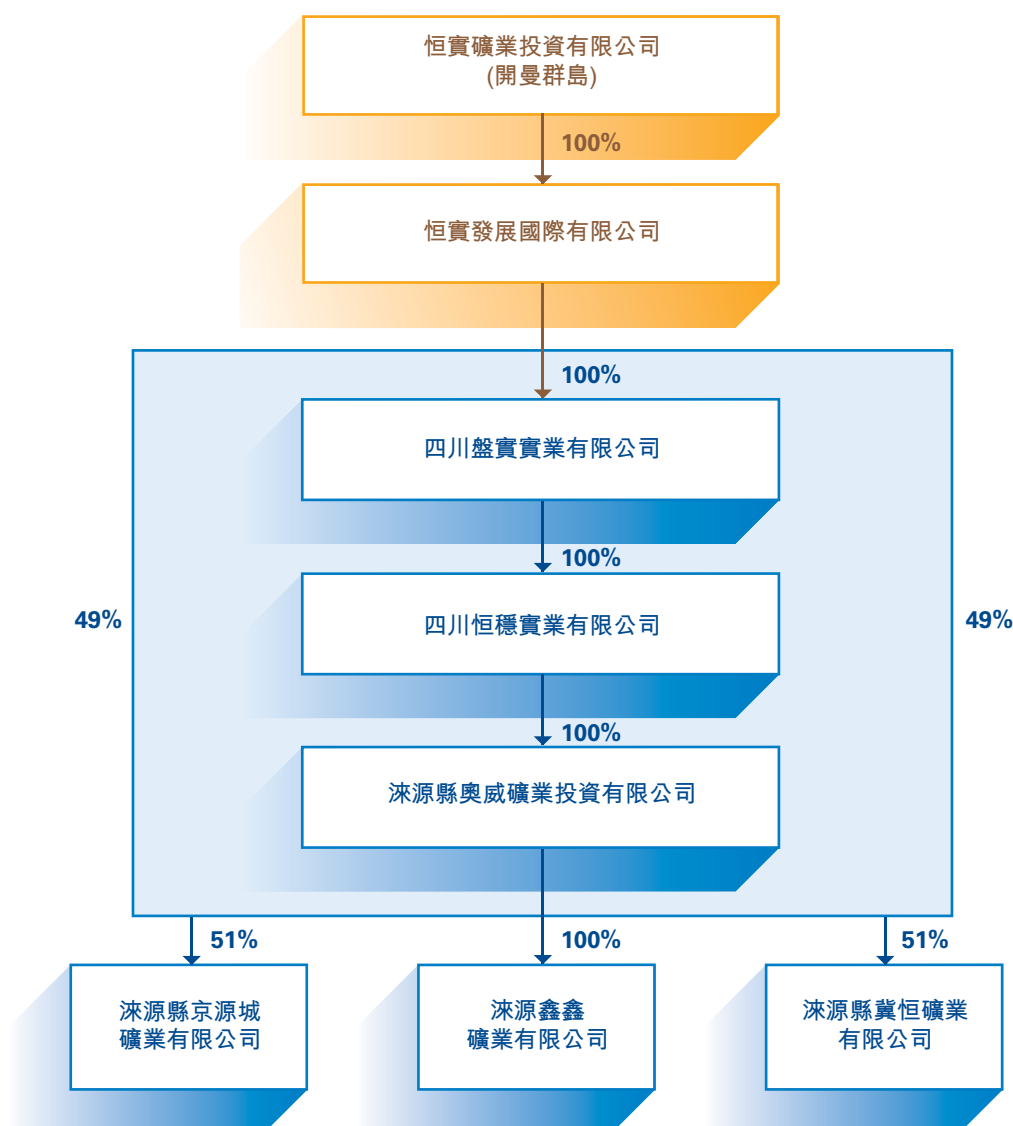 恒實礦業投資有限公司
(開曼群島)
100%
恒實發展國際有限公司
100%
四川盤實實業有限公司
100%
49%
四川恒穩實業有限公司
49%
100%
淶源縣奧威礦業投資有限公司
51%
100%
51%
淶源縣京源城
礦業有限公司
淶源鑫鑫
礦業有限公司
淶源縣冀恒礦業
有限公司